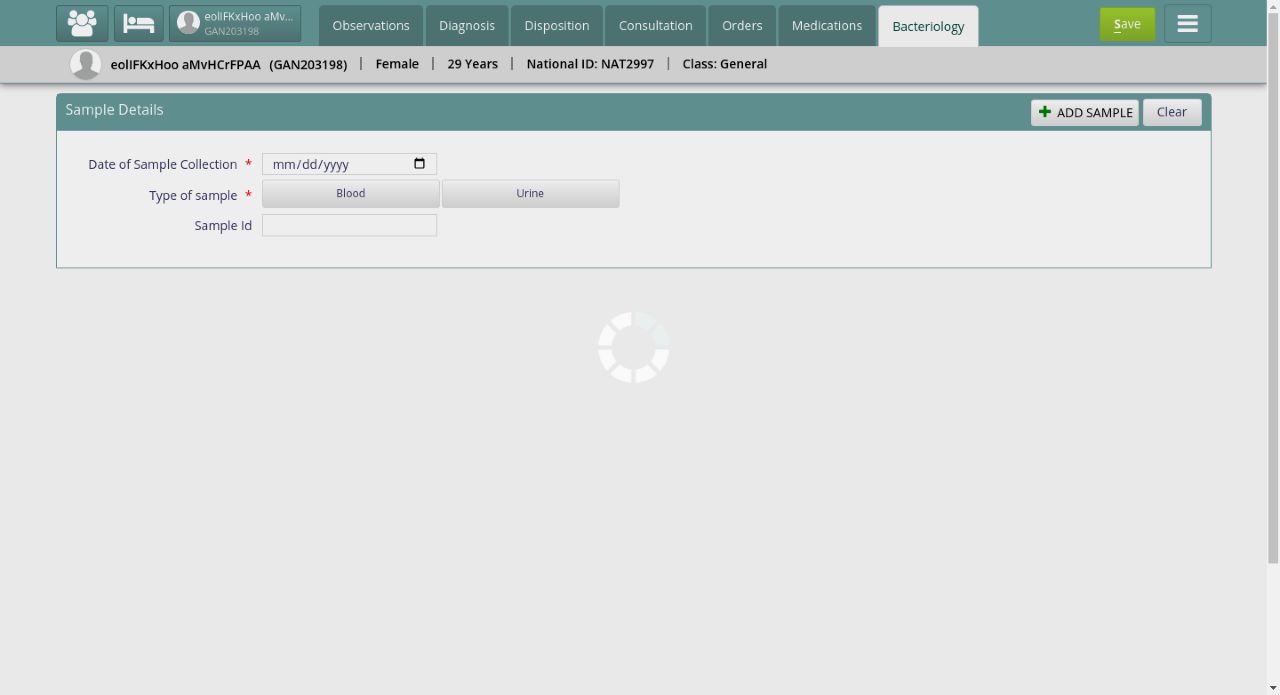 eolIFKxHoo aMv...
GAN203198
Observations
Diagnosis
Disposition
Consultation
Orders
Medications
Bacteriology
Save
eolIFKxHoo aMvHCrFPAA (GAN203198) | Female | 29 Years | National ID: NAT2997 | Class: General
Sample Details
ADD SAMPLE
Clear
Date of Sample Collection *
mm/dd/yyyy
Type of sample *
Blood
Urine
Sample Id